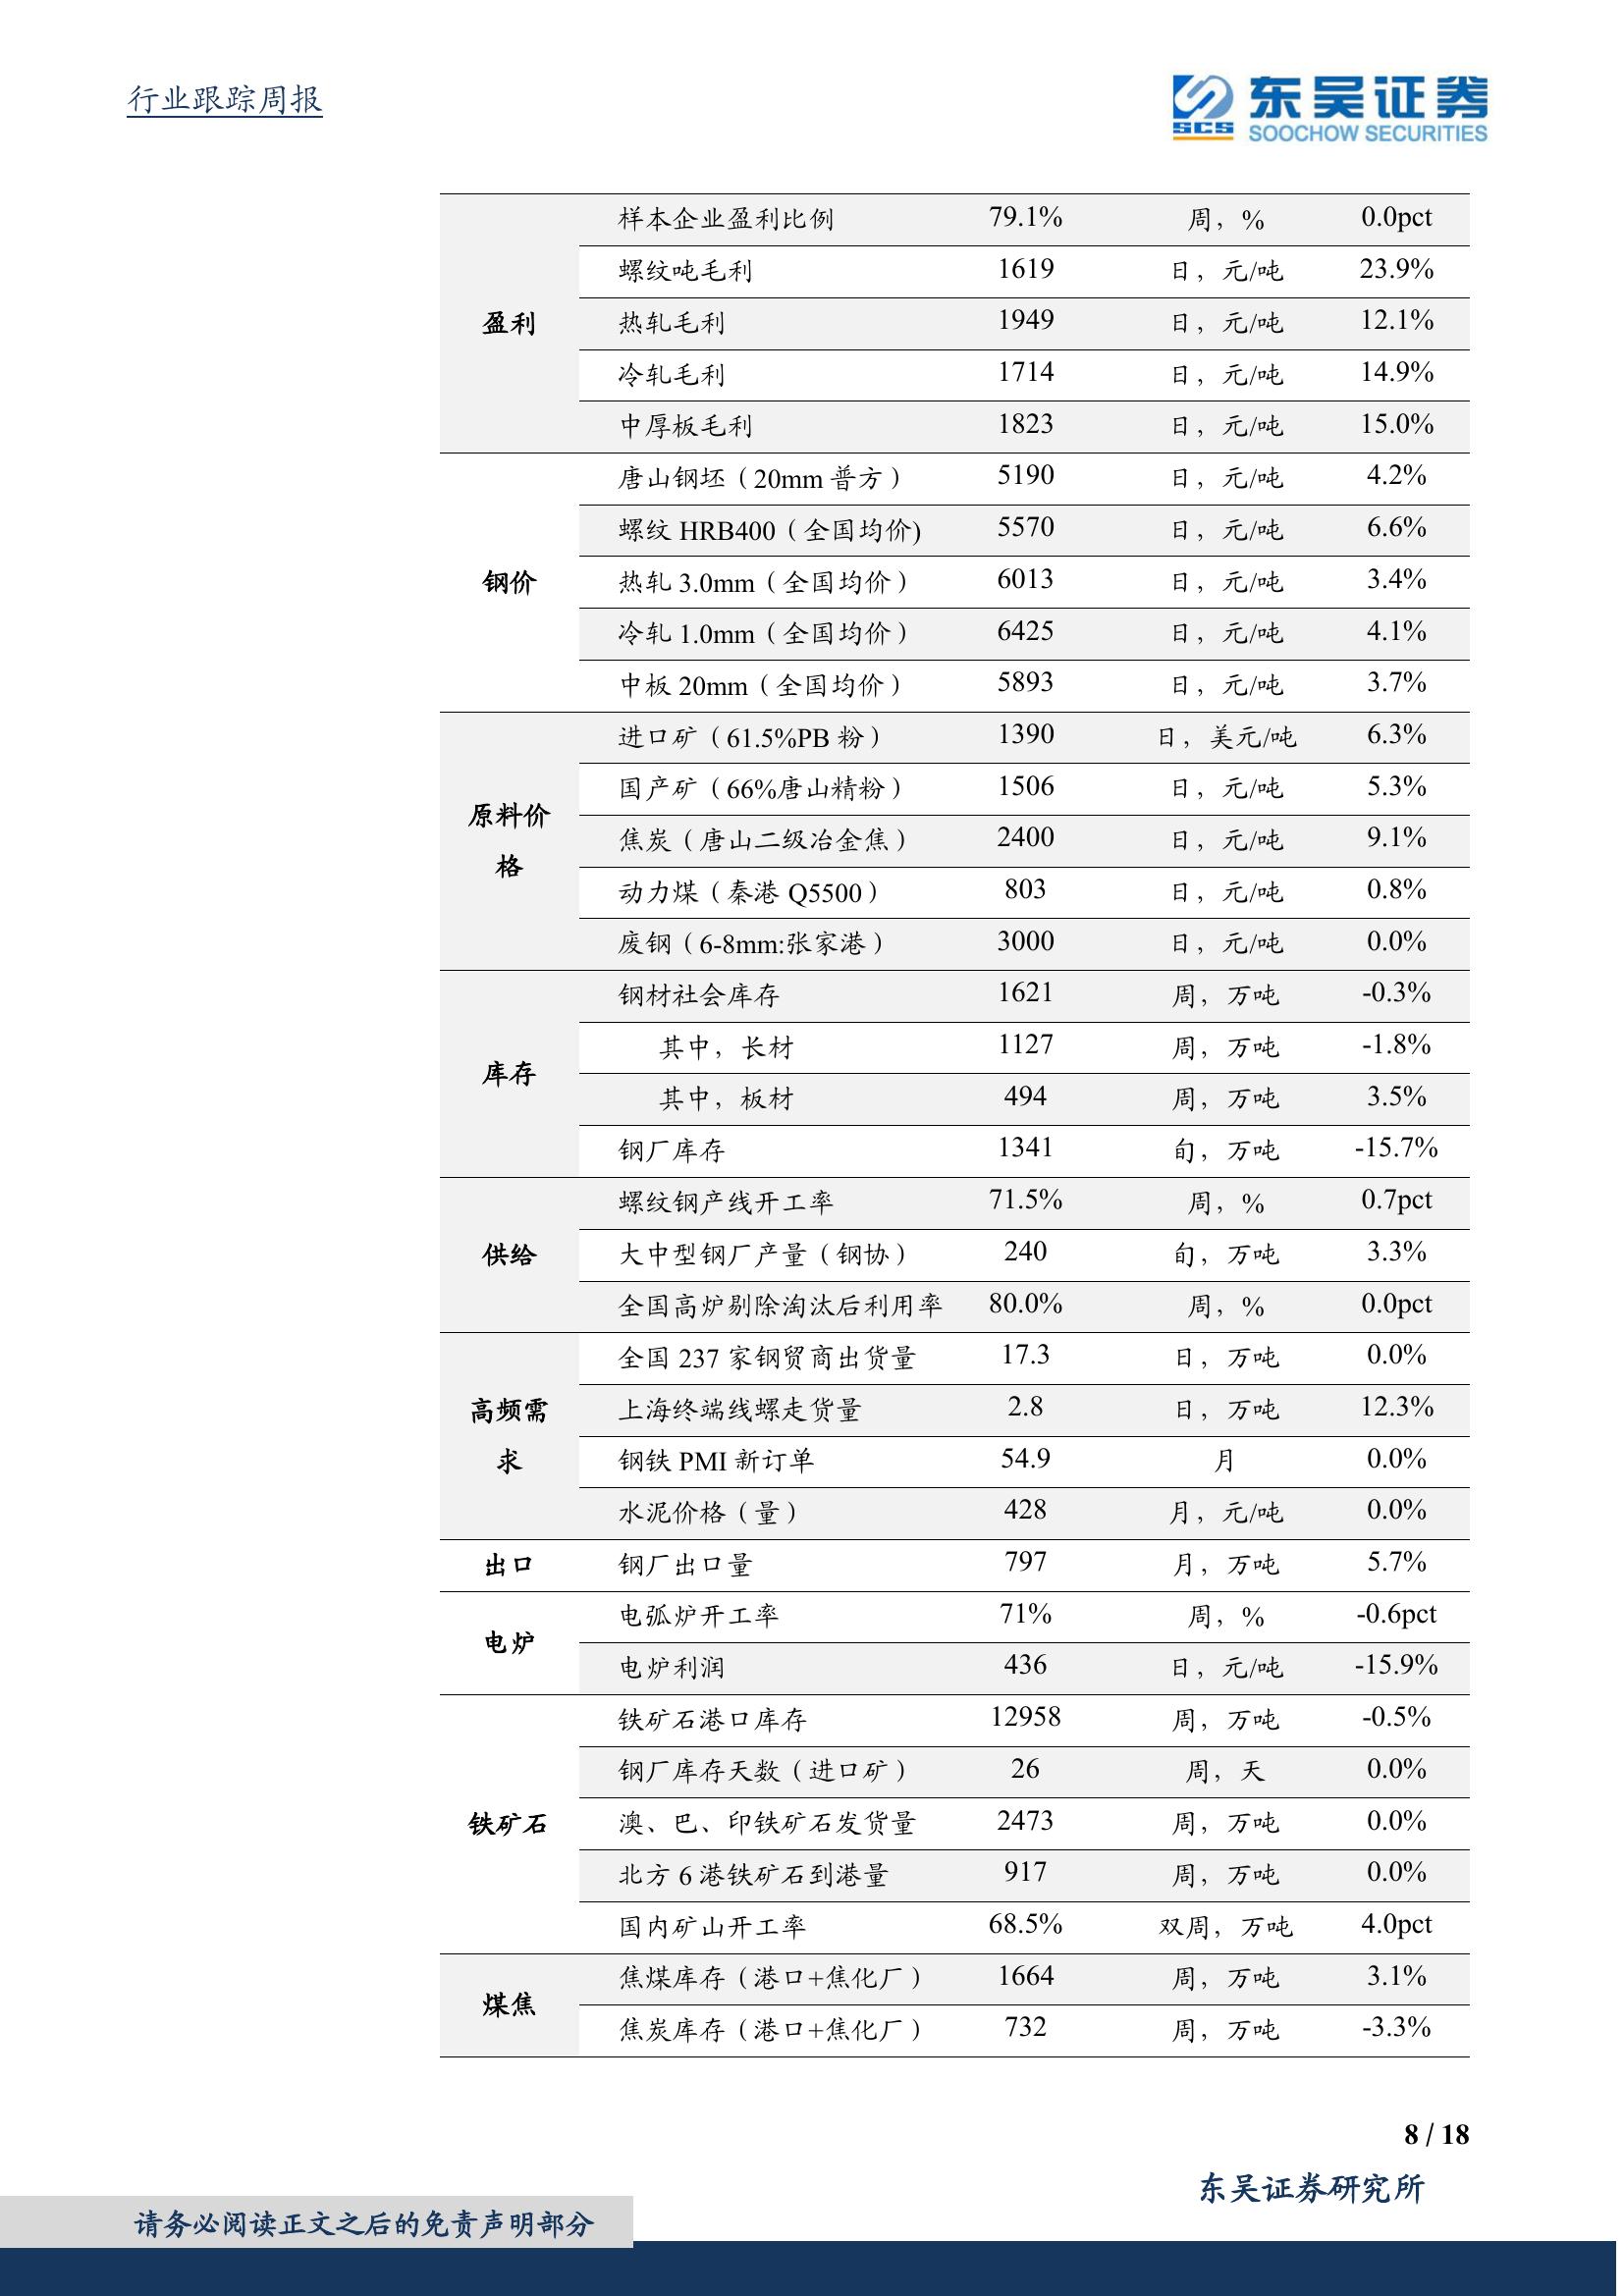 行业跟踪周报
东吴证券
SCS
SOOCHOW SECURITIES
盈利
样本企业盈利比例 79.1% 周，% 0.0pct
螺纹吨毛利 1619 日，元/吨 23.9%
热轧毛利 1949 日，元/吨 12.1%
冷轧毛利 1714 日，元/吨 14.9%
中厚板毛利 1823 日，元/吨 15.0%
钢价
唐山钢坯（20mm 普方） 5190 日，元/吨 4.2%
螺纹 HRB400（全国均价) 5570 日，元/吨 6.6%
热轧 3.0mm（全国均价） 6013 日，元/吨 3.4%
冷轧 1.0mm（全国均价） 6425 日，元/吨 4.1%
中板 20mm（全国均价） 5893 日，元/吨 3.7%
原料价
格
进口矿（61.5%PB 粉） 1390 日，美元/吨 6.3%
国产矿（66%唐山精粉） 1506 日，元/吨 5.3%
焦炭（唐山二级冶金焦） 2400 日，元/吨 9.1%
动力煤（秦港 Q5500） 803 日，元/吨 0.8%
废钢（6-8mm:张家港） 3000 日，元/吨 0.0%
库存
钢材社会库存 1621 周，万吨 -0.3%
其中，长材 1127 周，万吨 -1.8%
其中，板材 494 周，万吨 3.5%
钢厂库存 1341 旬，万吨 -15.7%
供给
螺纹钢产线开工率 71.5% 周，% 0.7pct
大中型钢厂产量（钢协） 240 旬，万吨 3.3%
全国高炉剔除淘汰后利用率 80.0% 周，% 0.0pct
高频需
求
全国 237 家钢贸商出货量 17.3 日，万吨 0.0%
上海终端线螺走货量 2.8 日，万吨 12.3%
钢铁 PMI 新订单 54.9 月 0.0%
水泥价格（量） 428 月，元/吨 0.0%
出口
钢厂出口量 797 月，万吨 5.7%
电炉
电弧炉开工率 71% 周，% -0.6pct
电炉利润 436 日，元/吨 -15.9%
铁矿石
铁矿石港口库存 12958 周，万吨 -0.5%
钢厂库存天数（进口矿） 26 周，天 0.0%
澳、巴、印铁矿石发货量 2473 周，万吨 0.0%
北方 6 港铁矿石到港量 917 周，万吨 0.0%
国内矿山开工率 68.5% 双周，万吨 4.0pct
煤焦
焦煤库存（港口+焦化厂） 1664 周，万吨 3.1%
焦炭库存（港口+焦化厂） 732 周，万吨 -3.3%
8 / 18
东吴证券研究所
请务必阅读正文之后的免责声明部分